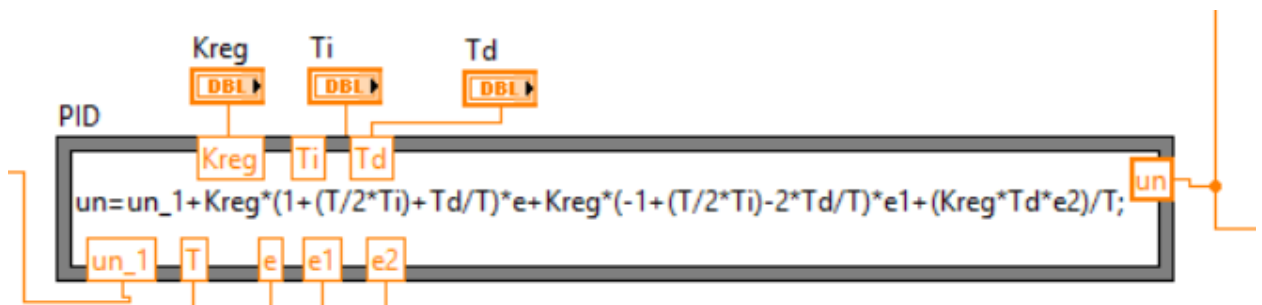 Kreg Ti Td
DBL DBL DBL
PID
Kreg Ti Td
un
un=un_1+Kreg*(1+(T/2*Ti)+Td/T)*e+Kreg*(-1+(T/2*Ti)-2*Td/T)*e1+(Kreg*Td*e2)/T;
un_1 T e e1 e2